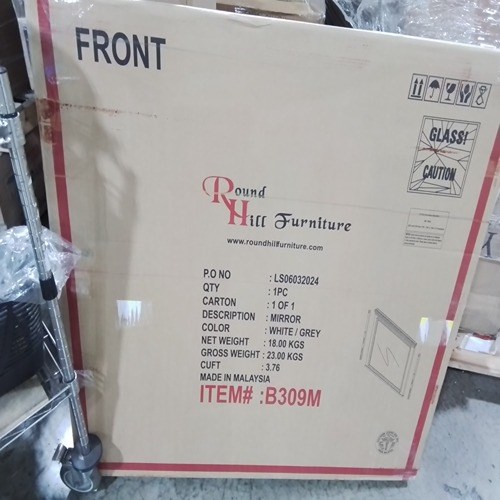 FRONT
GLASS!
CAUTION
Round
Hill Furniture
www.roundhillfurniture.com
P.O NO : LS06032024
QTY : 1PC
CARTON : 1 OF 1
DESCRIPTION : MIRROR
COLOR : WHITE / GREY
NET WEIGHT : 18.00 KGS
GROSS WEIGHT : 23.00 KGS
CUFT : 3.76
MADE IN MALAYSIA
ITEM# :B309M